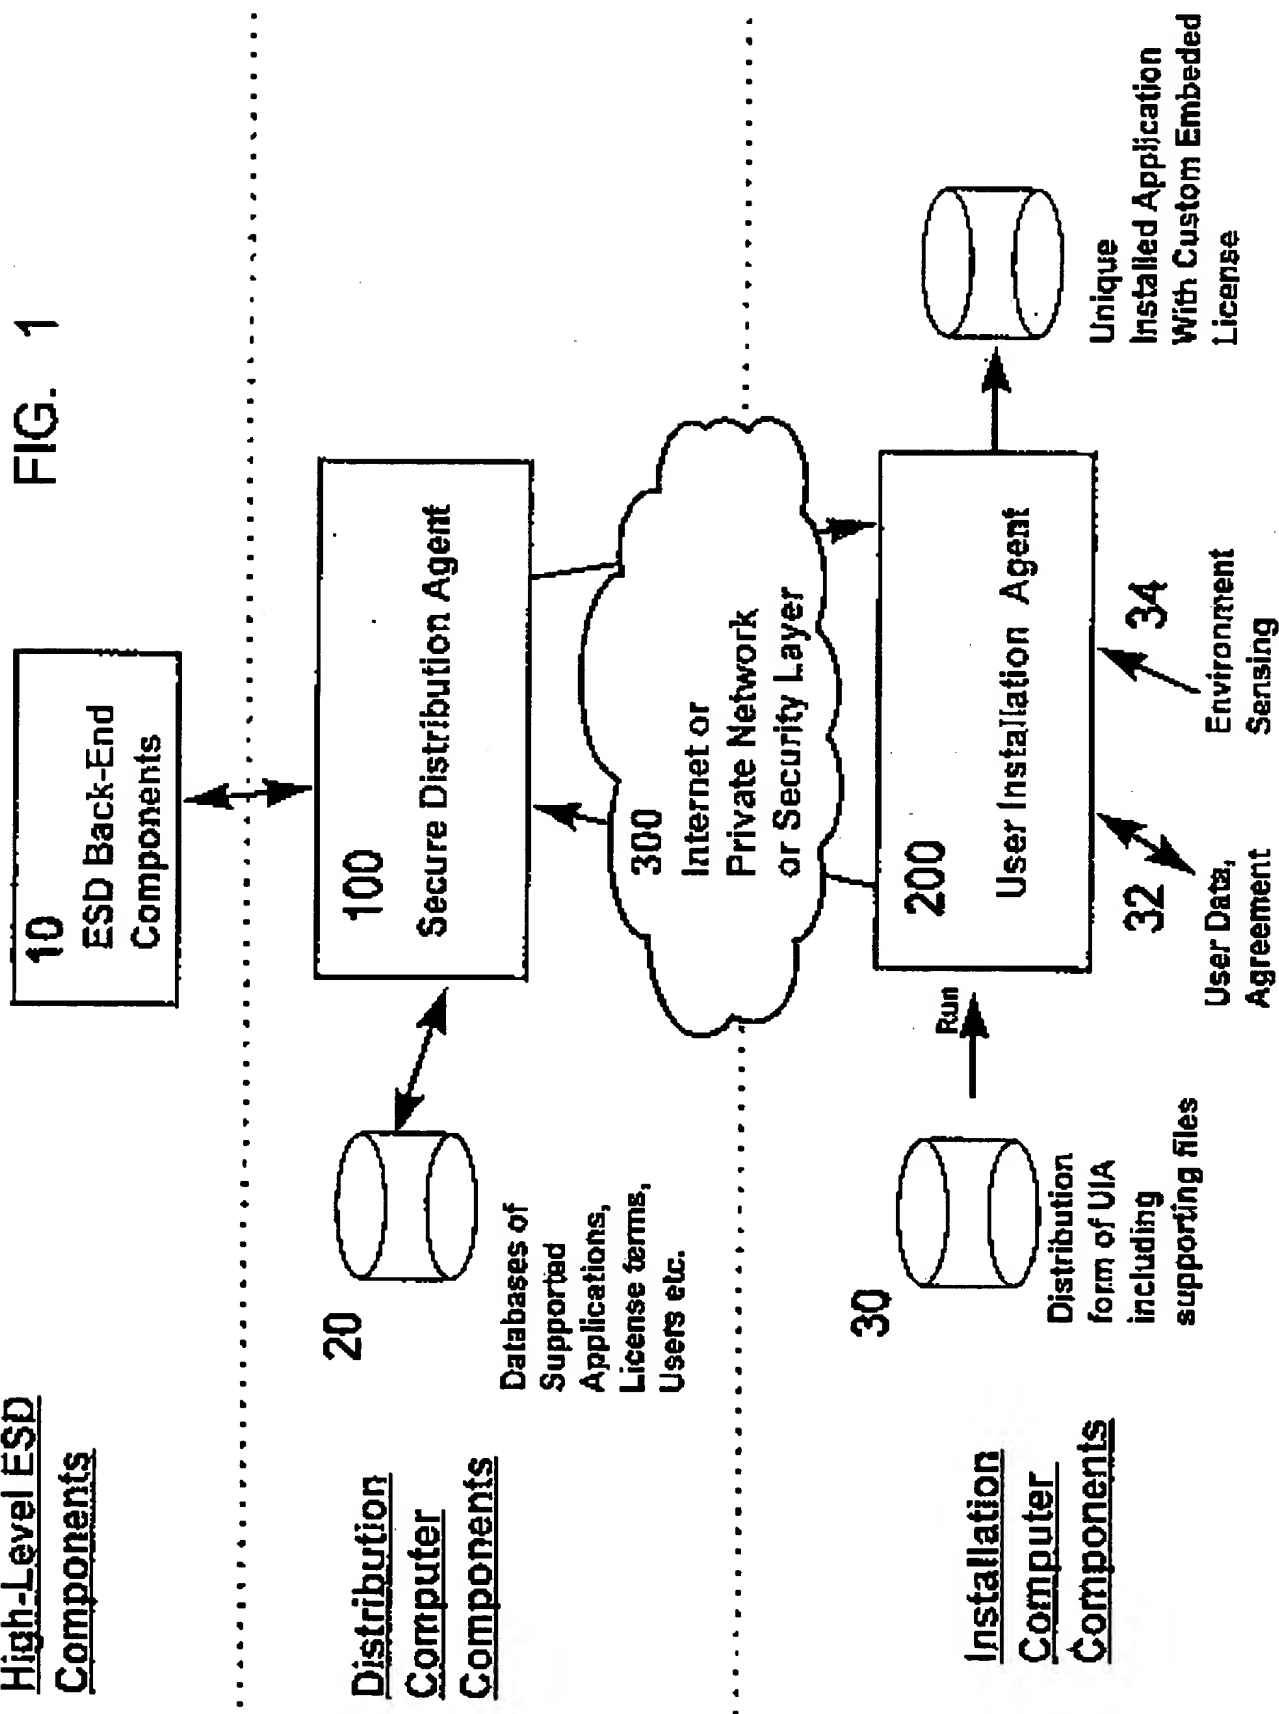 FIG. 1
High-Level ESD
Components
10
ESD Back-End
Components
Distribution
Computer
Components
20
Databases of
Supported
Applications,
License terms,
Users etc.
100
Secure Distribution Agent
300
Internet or
Private Network
or Security Layer
Installation
Computer
Components
30
Distribution
form of UIA
including
supporting files
Run
200
User Installation Agent
32
User Data,
Agreement
34
Environment
Sensing
Unique
Installed Application
With Custom Embeded
License